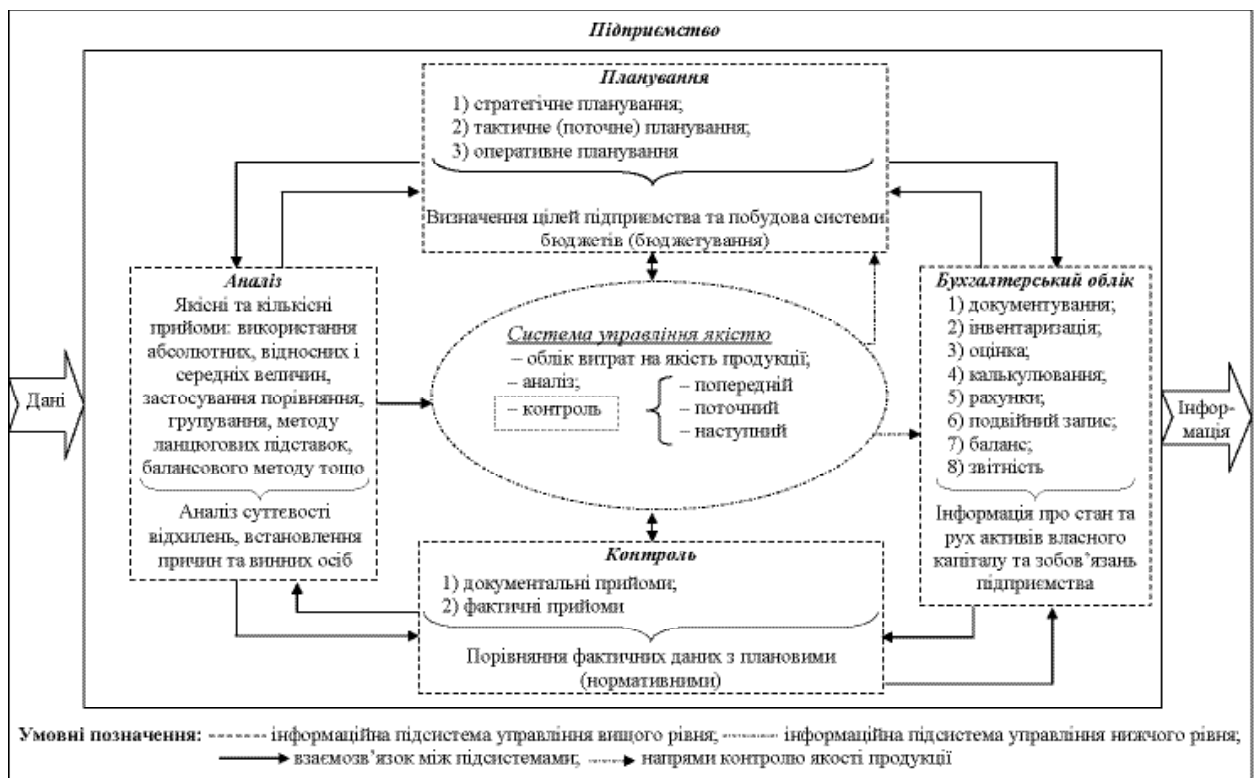 Підприємство
Планування
1) стратегічне планування;
2) тактичне (поточне) планування;
3) оперативне планування
Визначення цілей підприємства та побудова системи
бюджетів (бюджетування)
Аналіз
Якісні та кількісні
прийоми: використання
абсолютних, відносних і
середніх величин,
застосування порівняння,
групування, методу
ланцюгових підставок,
балансового методу тощо
Аналіз суттєвості
відхилень, встановлення
причин та винних осіб
Система управління якістю
– облік витрат на якість продукції;
– аналіз;
– контроль
– попередній
– поточний
– наступний
Бухгалтерський облік
1) документування;
2) інвентаризація;
3) оцінка;
4) калькулювання;
5) рахунки;
6) подвійний запис;
7) баланс;
8) звітність
Інформація про стан та
рух активів власного
капіталу та зобов’язань
підприємства
Дані
Інфор-
мація
Контроль
1) документальні прийоми;
2) фактичні прийоми
Порівняння фактичних даних з плановими
(нормативними)
Умовні позначення: інформаційна підсистема управління вищого рівня; інформаційна підсистема управління нижчого рівня;
взаємозв’язок між підсистемами; напрями контролю якості продукції